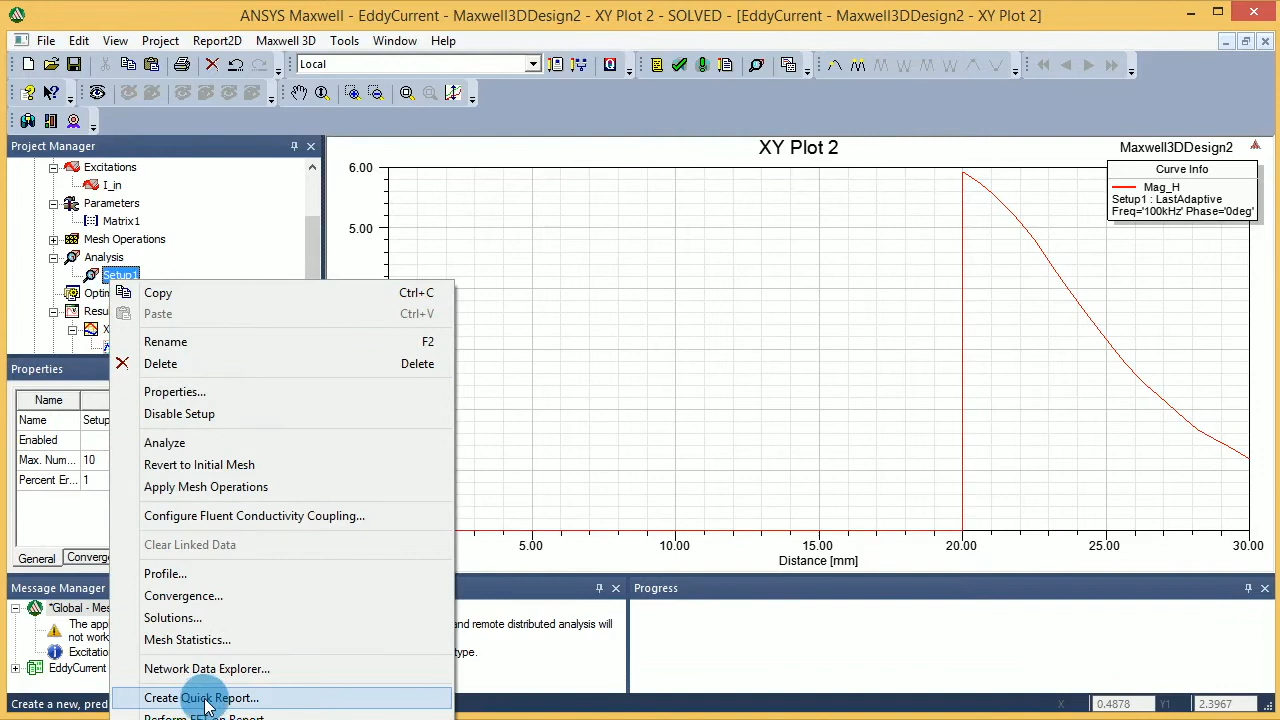 ANSYS Maxwell - EddyCurrent - Maxwell3DDesign2 - XY Plot 2 - SOLVED - [EddyCurrent - Maxwell3DDesign2 - XY Plot 2]
File Edit View Project Report2D Maxwell 3D Tools Window Help
Local
Project Manager
Excitations
I_in
Parameters
Matrix1
Mesh Operations
Analysis
Setup1
Copy Ctrl+C
Paste Ctrl+V
Rename F2
Delete Delete
Properties...
Disable Setup
Analyze
Revert to Initial Mesh
Apply Mesh Operations
Configure Fluent Conductivity Coupling...
Clear Linked Data
Profile...
Convergence...
Solutions...
Mesh Statistics...
Network Data Explorer...
Create Quick Report...
Properties
Name
Name Setup
Enabled
Max. Num... 10
Percent Er... 1
General Converge
XY Plot 2
Maxwell3DDesign2
Curve Info
Mag_H
Setup1 : LastAdaptive
Freq='100kHz' Phase='0deg'
6.00
5.00
5.00 10.00 15.00 20.00 25.00 30.00
Distance [mm]
Message Manager
*Global - Mes
The app
and remote distributed analysis will
not work
Excitatio
type.
EddyCurrent
Progress
Create a new, pred
X 0.4878 Y1 2.3967